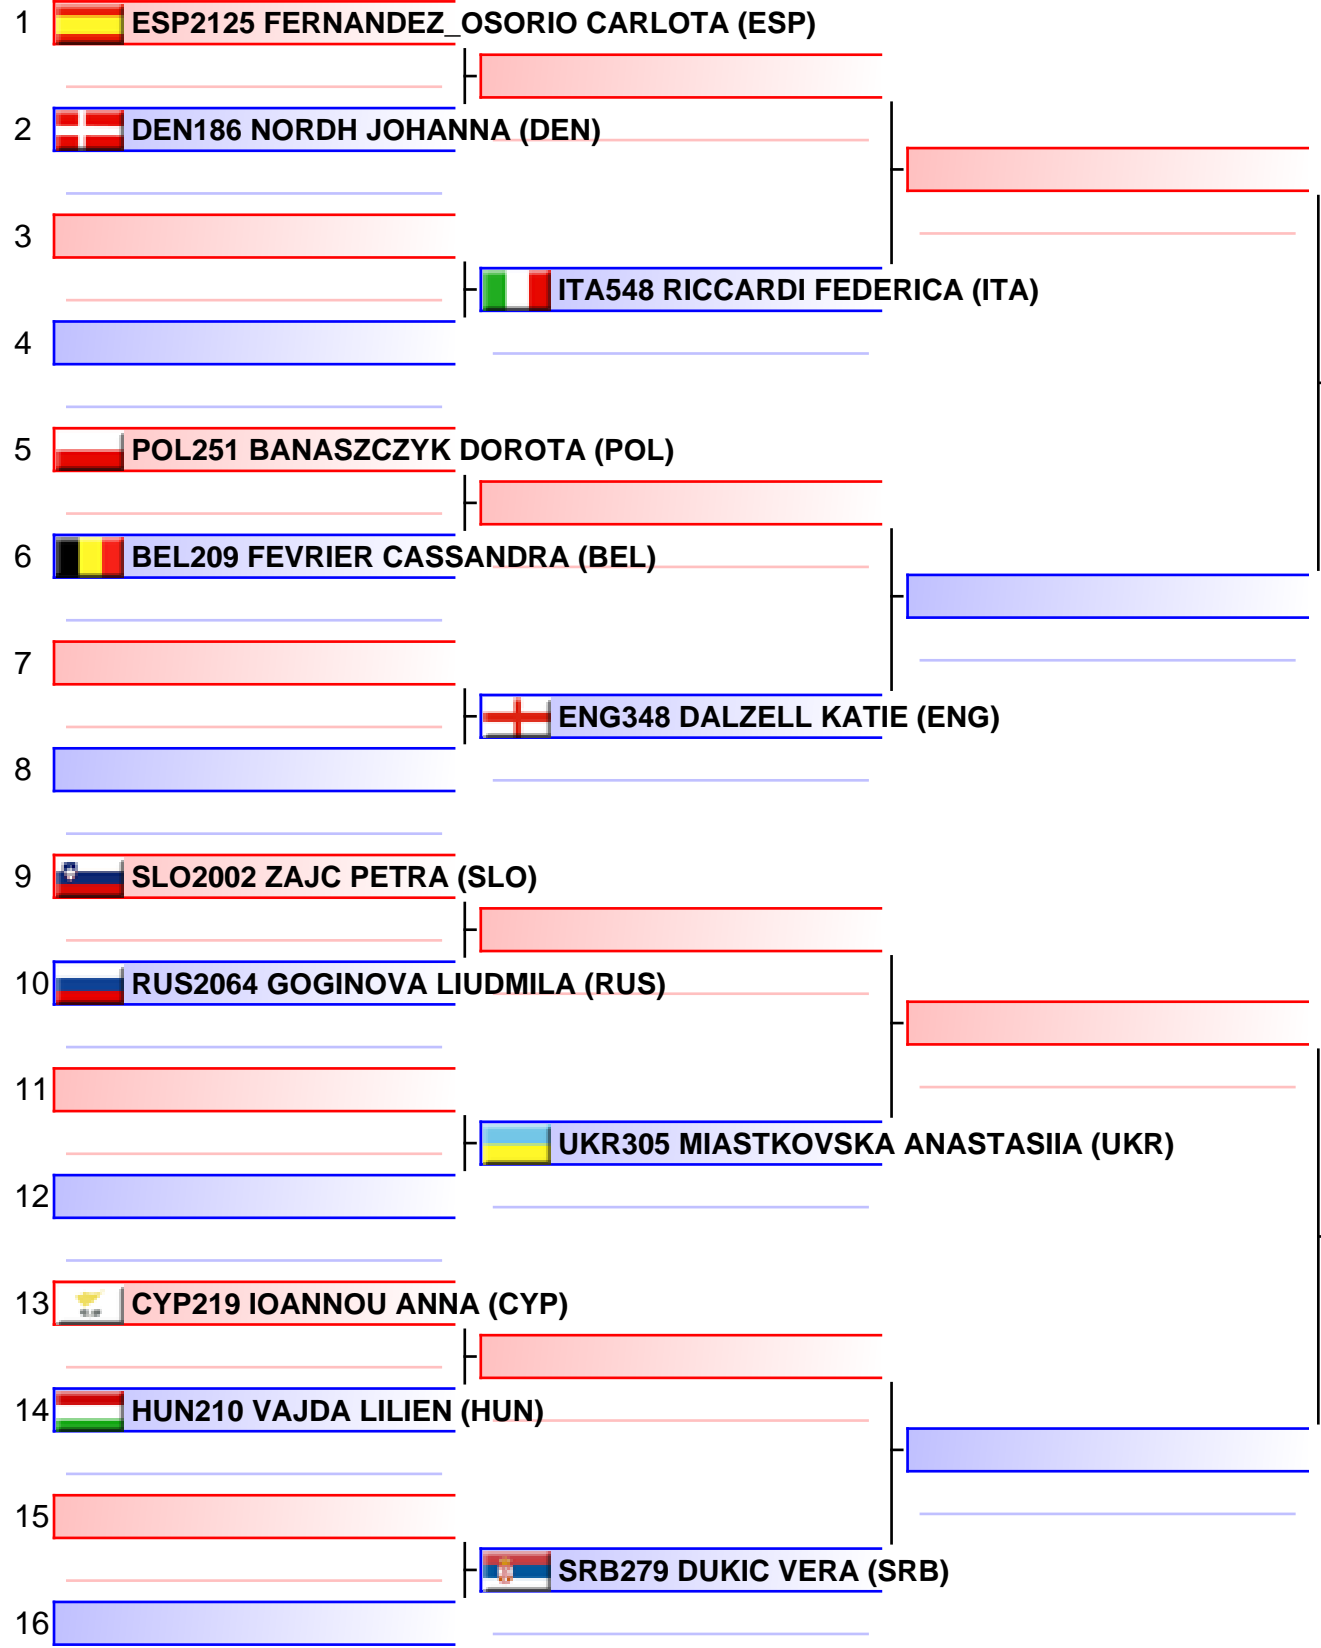 1 ESP2125 FERNANDEZ_OSORIO CARLOTA (ESP)
2 DEN186 NORDH JOHANNA (DEN)
3
ITA548 RICCARDI FEDERICA (ITA)
4
5 POL251 BANASZCZYK DOROTA (POL)
6 BEL209 FEVRIER CASSANDRA (BEL)
7
ENG348 DALZELL KATIE (ENG)
8
9 SLO2002 ZAJC PETRA (SLO)
10 RUS2064 GOGINOVA LIUDMILA (RUS)
11
UKR305 MIASTKOVSKA ANASTASIIA (UKR)
12
13 CYP219 IOANNOU ANNA (CYP)
14 HUN210 VAJDA LILIEN (HUN)
15
SRB279 DUKIC VERA (SRB)
16